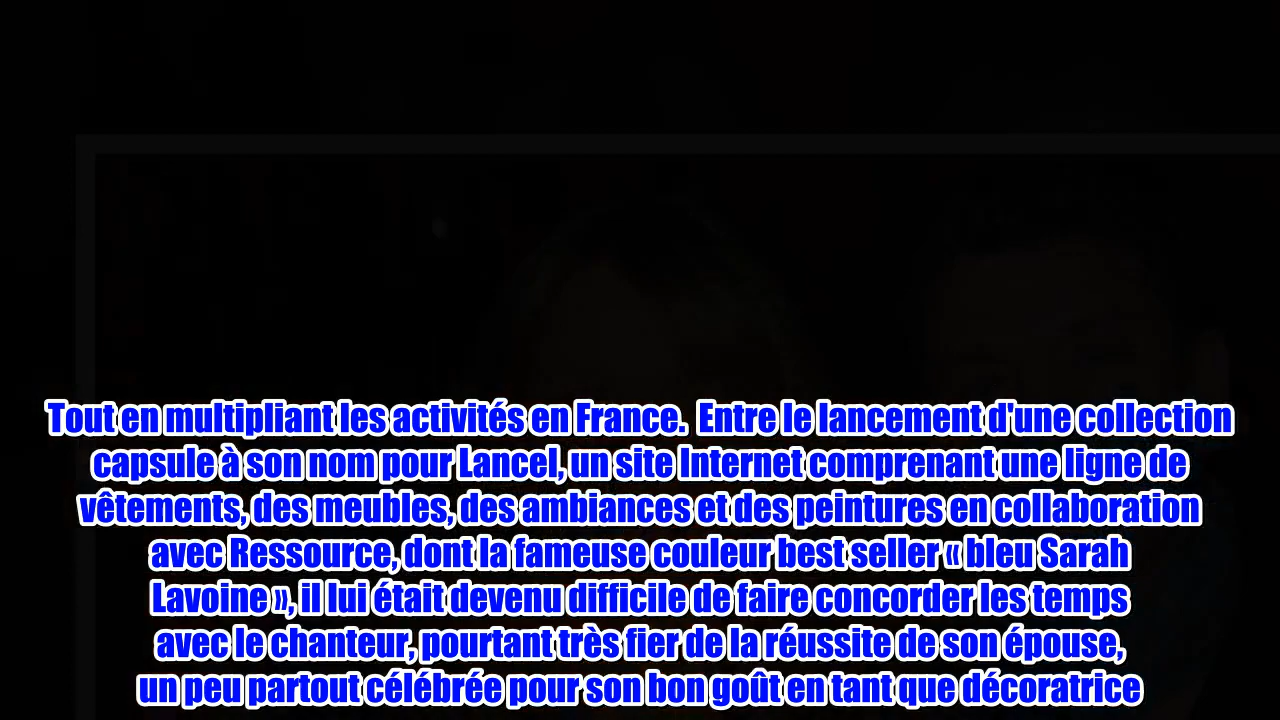 Tout en multipliant les activités en France.  Entre le lancement d'une collection
capsule à son nom pour Lancel, un site Internet comprenant une ligne de
vêtements, des meubles, des ambiances et des peintures en collaboration
avec Ressource, dont la fameuse couleur best seller « bleu Sarah
Lavoine », il lui était devenu difficile de faire concorder les temps
avec le chanteur, pourtant très fier de la réussite de son épouse,
un peu partout célébrée pour son bon goût en tant que décoratrice